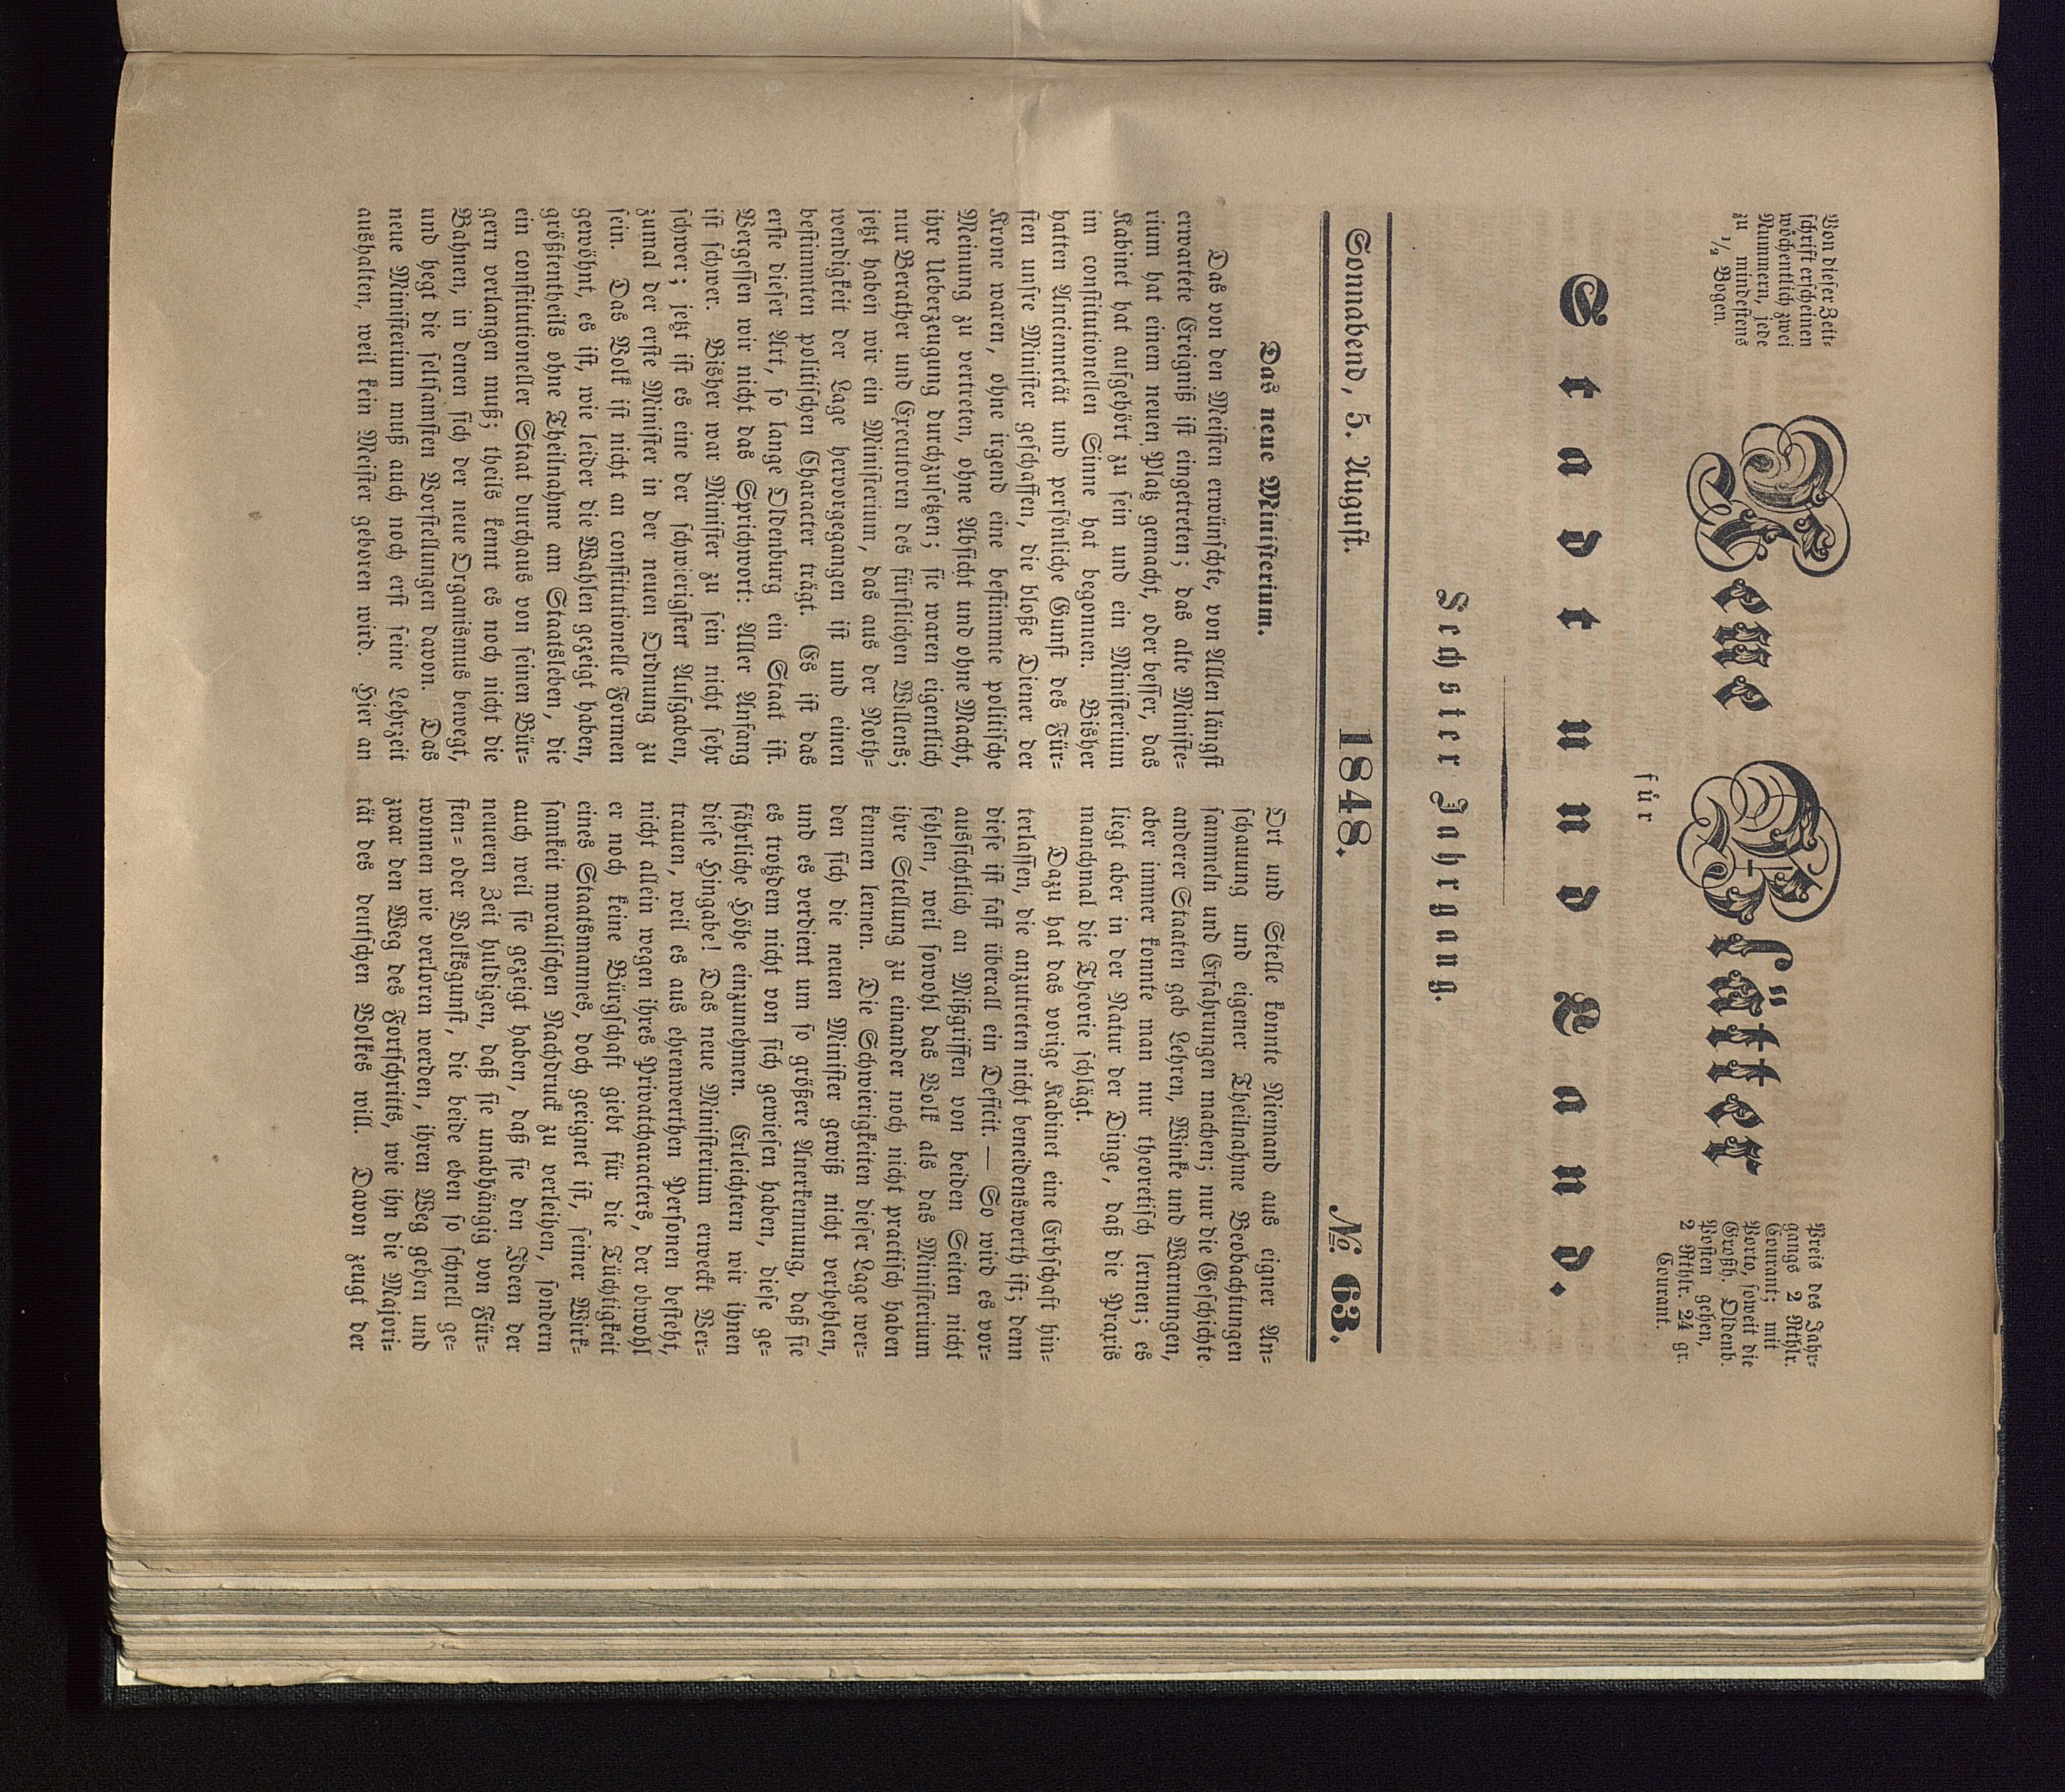 Von dieser Zeit-
schrift erscheinen
wöchentlich zwei
Nummern, jede
zu mindestens
1/2 Bogen.
Neue Blätter
für
Stadt und Land.
Preis des Jahr-
gangs 2 Rthlr.
Courant; mit
Porto, soweit die
Großh. Oldenb.
Posten gehen,
2 Rthlr. 24 gr.
Courant.
Sechster Jahrgang.
Sonnabend, 5. August. 1848. № 63.
Das neue Ministerium.
Das von den Meisten erwünschte, von Allen längst
erwartete Ereigniß ist eingetreten; das alte Ministe-
rium hat einem neuen Platz gemacht, oder besser, das
Kabinet hat aufgehört zu sein und ein Ministerium
im constitutionellen Sinne hat begonnen. Bisher
hatten Anciennetät und persönliche Gunst des Für-
sten unsre Minister geschaffen, die bloße Diener der
Krone waren, ohne irgend eine bestimmte politische
Meinung zu vertreten, ohne Absicht und ohne Macht,
ihre Ueberzeugung durchzusetzen; sie waren eigentlich
nur Berather und Executoren des fürstlichen Willens;
jetzt haben wir ein Ministerium, das aus der Noth-
wendigkeit der Lage hervorgegangen ist und einen
bestimmten politischen Character trägt. Es ist das
erste dieser Art, so lange Oldenburg ein Staat ist.
Vergessen wir nicht das Sprichwort: Aller Anfang
ist schwer. Bisher war Minister zu sein nicht sehr
schwer; jetzt ist es eine der schwierigsten Aufgaben,
zumal der erste Minister in der neuen Ordnung zu
sein. Das Volk ist nicht an constitutionelle Formen
gewöhnt, es ist, wie leider die Wahlen gezeigt haben,
größtentheils ohne Theilnahme am Staatsleben, die
ein constitutioneller Staat durchaus von seinen Bür-
gern verlangen muß; theils kennt es noch nicht die
Bahnen, in denen sich der neue Organismus bewegt,
und hegt die seltsamsten Vorstellungen davon. Das
neue Ministerium muß auch noch erst seine Lehrzeit
aushalten, weil kein Meister geboren wird. Hier an
Ort und Stelle konnte Niemand aus eigner An-
schauung und eigener Theilnahme Beobachtungen
sammeln und Erfahrungen machen; nur die Geschichte
anderer Staaten gab Lehren, Winke und Warnungen,
aber immer konnte man nur theoretisch lernen; es
liegt aber in der Natur der Dinge, daß die Praxis
manchmal die Theorie schlägt.
Dazu hat das vorige Kabinet eine Erbschaft hin-
terlassen, die anzutreten nicht beneidenswerth ist; denn
diese ist fast überall ein Deficit. — So wird es vor-
aussichtlich an Mißgriffen von beiden Seiten nicht
fehlen, weil sowohl das Volk als das Ministerium
ihre Stellung zu einander noch nicht practisch haben
kennen lernen. Die Schwierigkeiten dieser Lage wer-
den sich die neuen Minister gewiß nicht verhehlen,
und es verdient um so größere Anerkennung, daß sie
es trotzdem nicht von sich gewiesen haben, diese ge-
fährliche Höhe einzunehmen. Erleichtern wir ihnen
diese Hingabe! Das neue Ministerium erweckt Ver-
trauen, weil es aus ehrenwerthen Personen besteht,
nicht allein wegen ihres Privatcharacters, der obwohl
er noch keine Bürgschaft giebt für die Tüchtigkeit
eines Staatsmannes, doch geeignet ist, seiner Wirk-
samkeit moralischen Nachdruck zu verleihen, sondern
auch weil sie gezeigt haben, daß sie den Ideen der
neueren Zeit huldigen, daß sie unabhängig von Für-
sten- oder Volksgunst, die beide eben so schnell ge-
wonnen wie verloren werden, ihren Weg gehen und
zwar den Weg des Fortschritts, wie ihn die Majori-
tät des deutschen Volkes will. Davon zeugt der